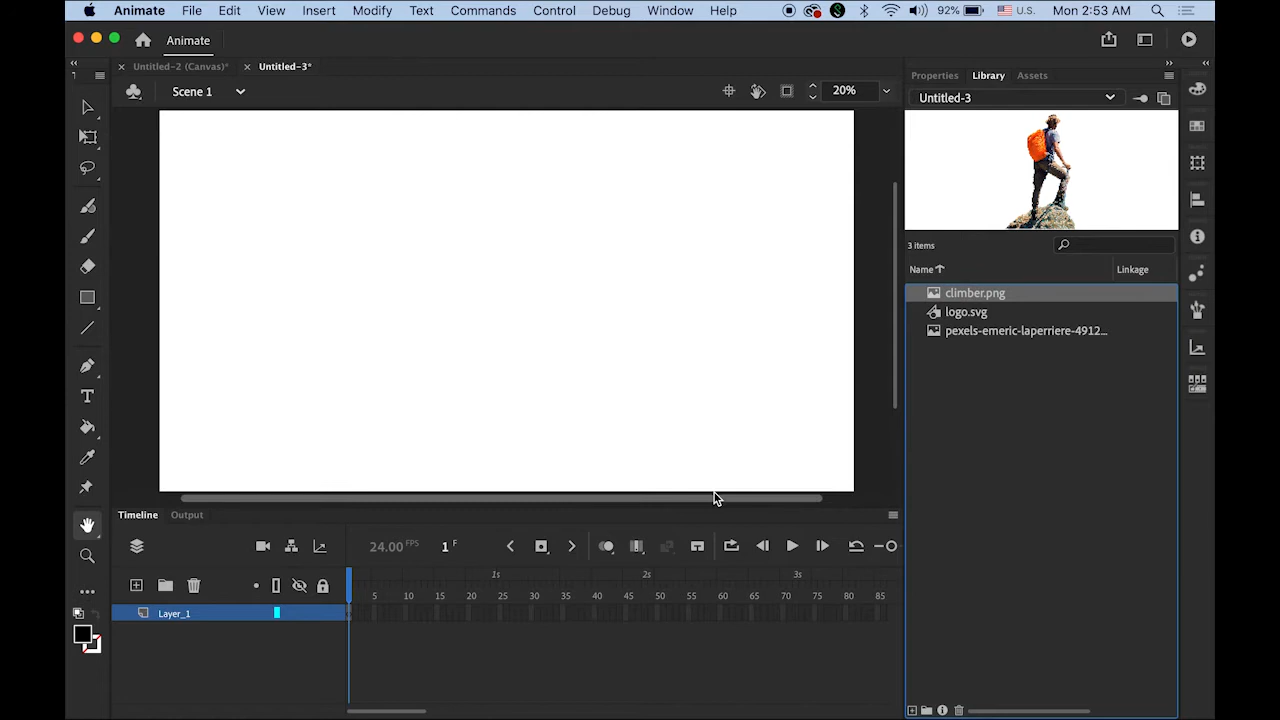 Animate File Edit View Insert Modify Text Commands Control Debug Window Help 92% U.S. Mon 2:53 AM
Animate
Untitled-2 (Canvas)* Untitled-3*
Properties Library Assets
Scene 1 20%
Untitled-3
3 items
Name Linkage
climber.png
logo.svg
pexels-emeric-laperriere-4912...
Timeline Output
24.00 FPS 1 F
1s 2s 3s
5 10 15 20 25 30 35 40 45 50 55 60 65 70 75 80 85
Layer_1